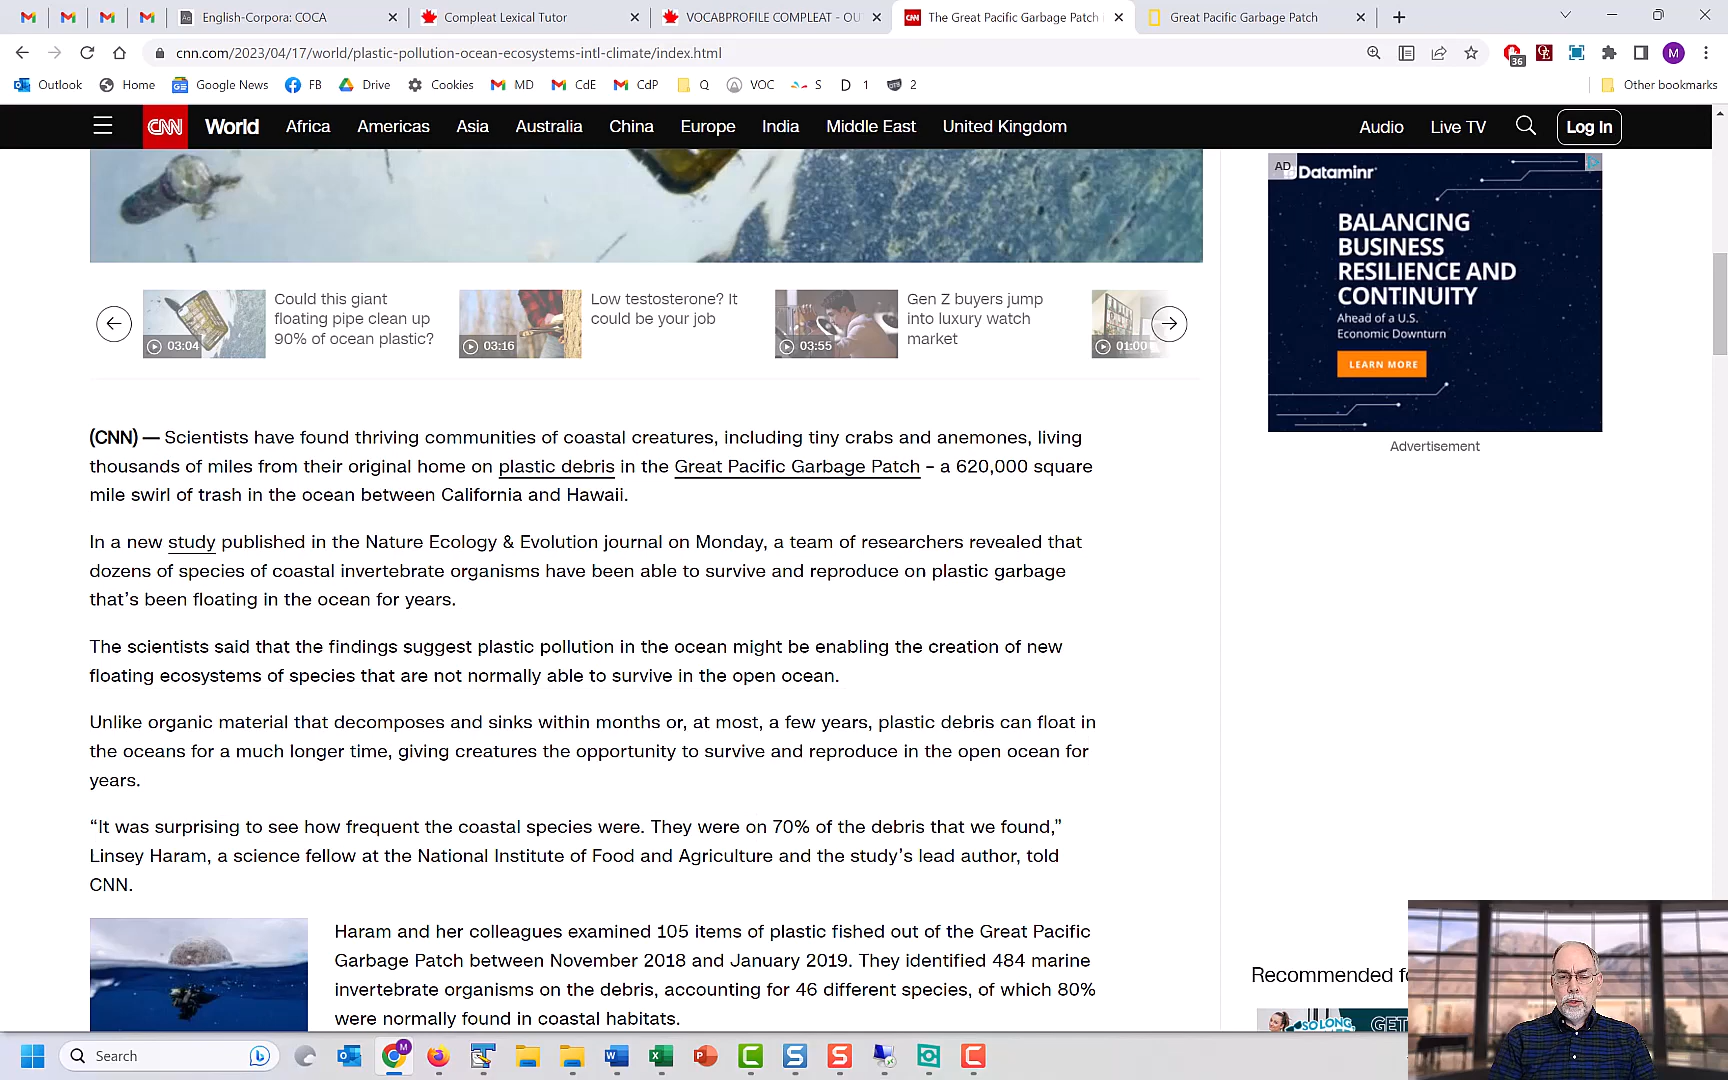 English-Corpora: COCA
Compleat Lexical Tutor
VOCABPROFILE COMPLEAT - OU
The Great Pacific Garbage Patch i
Great Pacific Garbage Patch
cnn.com/2023/04/17/world/plastic-pollution-ocean-ecosystems-intl-climate/index.html
36
M
Outlook Home Google News FB Drive Cookies MD CdE CdP Q VOC S D 1 2 Other bookmarks
CNN World Africa Americas Asia Australia China Europe India Middle East United Kingdom Audio Live TV Log In
AD Dataminr
BALANCING
BUSINESS
RESILIENCE AND
CONTINUITY
Ahead of a U.S.
Economic Downturn
LEARN MORE
Advertisement
Could this giant
floating pipe clean up
90% of ocean plastic?
03:04
Low testosterone? It
could be your job
03:16
Gen Z buyers jump
into luxury watch
market
03:55
01:00
(CNN) — Scientists have found thriving communities of coastal creatures, including tiny crabs and anemones, living
thousands of miles from their original home on plastic debris in the Great Pacific Garbage Patch – a 620,000 square
mile swirl of trash in the ocean between California and Hawaii.
In a new study published in the Nature Ecology & Evolution journal on Monday, a team of researchers revealed that
dozens of species of coastal invertebrate organisms have been able to survive and reproduce on plastic garbage
that's been floating in the ocean for years.
The scientists said that the findings suggest plastic pollution in the ocean might be enabling the creation of new
floating ecosystems of species that are not normally able to survive in the open ocean.
Unlike organic material that decomposes and sinks within months or, at most, a few years, plastic debris can float in
the oceans for a much longer time, giving creatures the opportunity to survive and reproduce in the open ocean for
years.
“It was surprising to see how frequent the coastal species were. They were on 70% of the debris that we found,”
Linsey Haram, a science fellow at the National Institute of Food and Agriculture and the study’s lead author, told
CNN.
Haram and her colleagues examined 105 items of plastic fished out of the Great Pacific
Garbage Patch between November 2018 and January 2019. They identified 484 marine
invertebrate organisms on the debris, accounting for 46 different species, of which 80%
were normally found in coastal habitats.
Recommended fo
SO LONG,
GET
Search